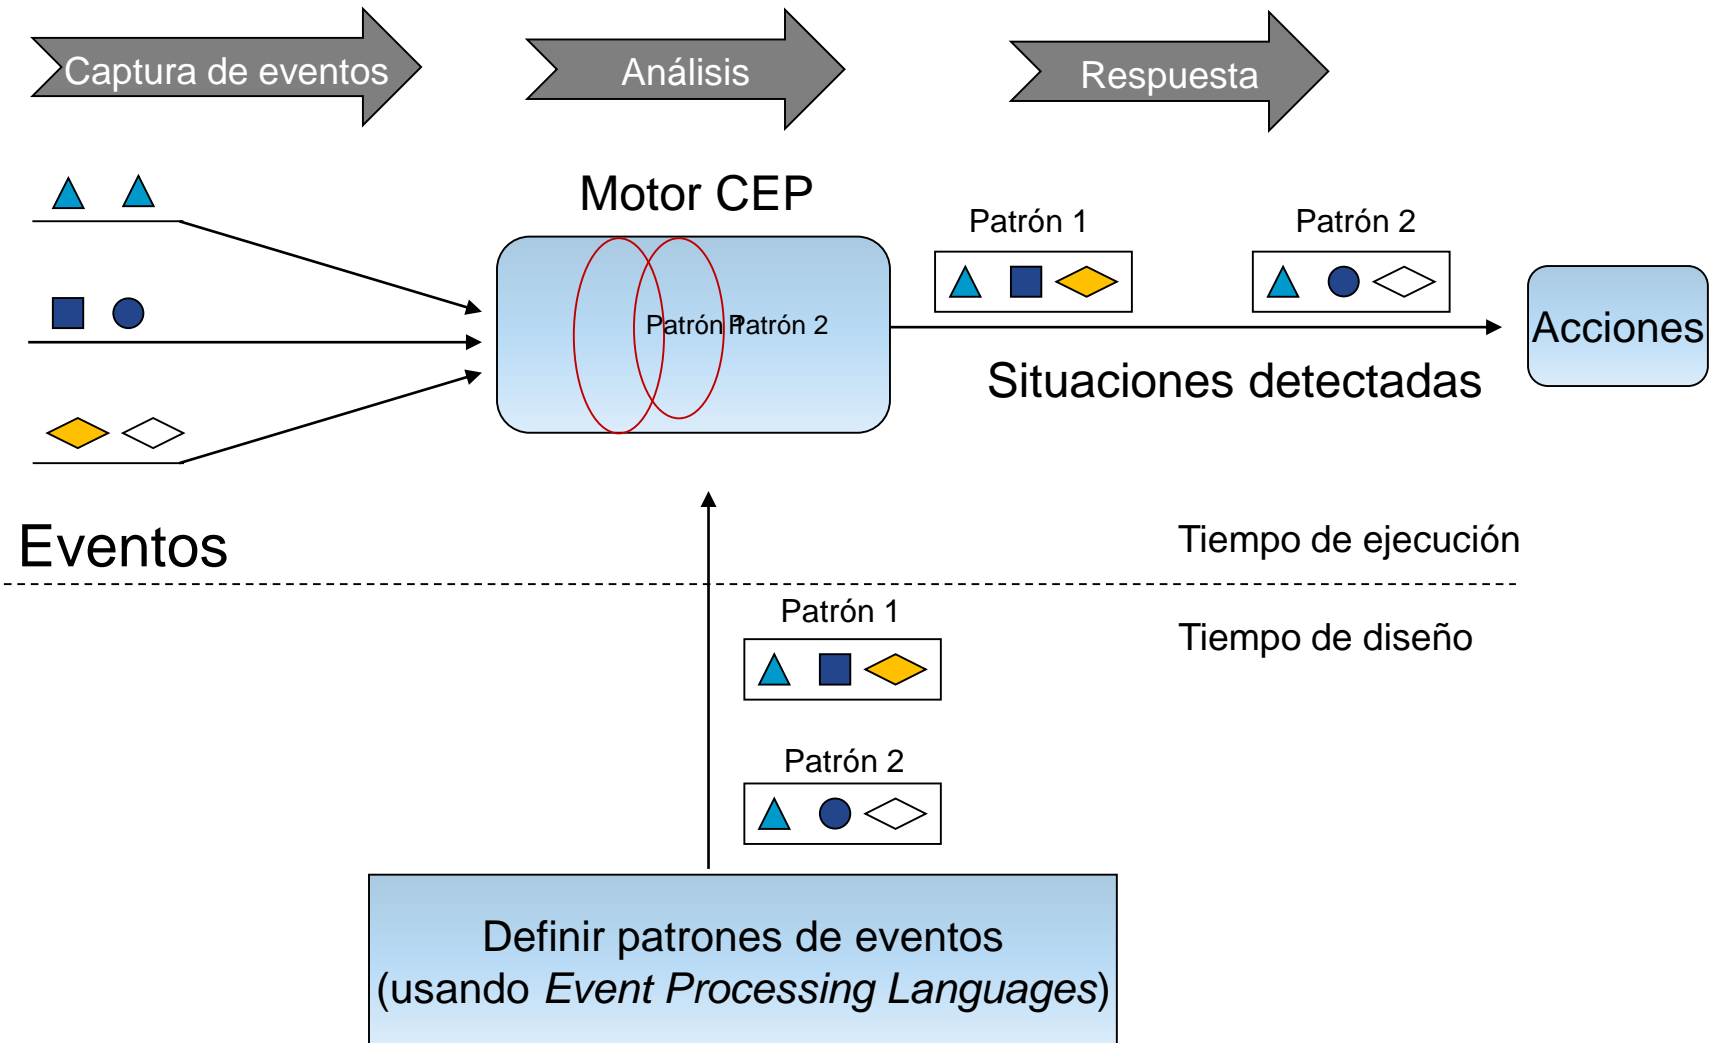 Captura de eventos
Análisis
Respuesta
Motor CEP
Patrón 1
Patrón 2
Patrón 1
Patrón 2
Acciones
Situaciones detectadas
Eventos
Tiempo de ejecución
Patrón 1
Tiempo de diseño
Patrón 2
Definir patrones de eventos
(usando Event Processing Languages)